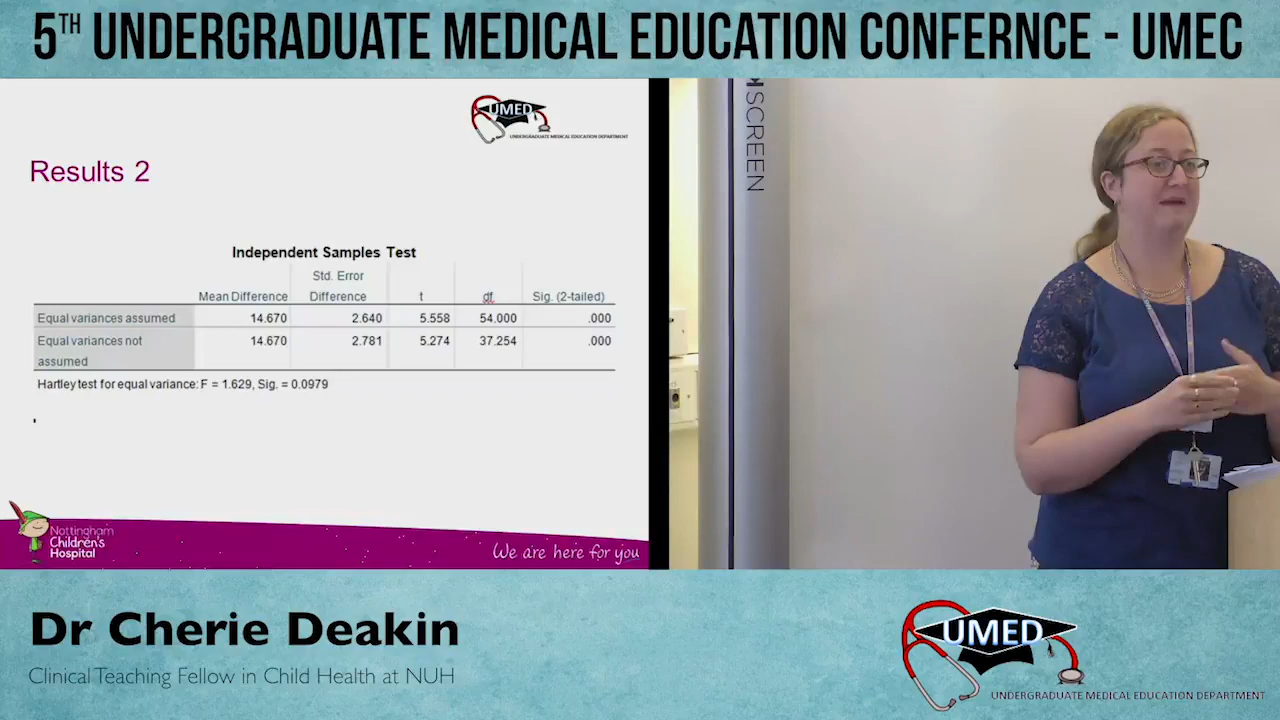 5TH UNDERGRADUATE MEDICAL EDUCATION CONFERNCE - UMEC
UMED
UNDERGRADUATE MEDICAL EDUCATION DEPARTMENT
Results 2
Independent Samples Test
Mean Difference Std. Error Difference t df Sig. (2-tailed)
Equal variances assumed 14.670 2.640 5.558 54.000 .000
Equal variances not assumed 14.670 2.781 5.274 37.254 .000
Hartley test for equal variance: F = 1.629, Sig. = 0.0979
Nottingham
Children's
Hospital
We are here for you
SCREEN
Dr Cherie Deakin
Clinical Teaching Fellow in Child Health at NUH
UMED
UNDERGRADUATE MEDICAL EDUCATION DEPARTMENT